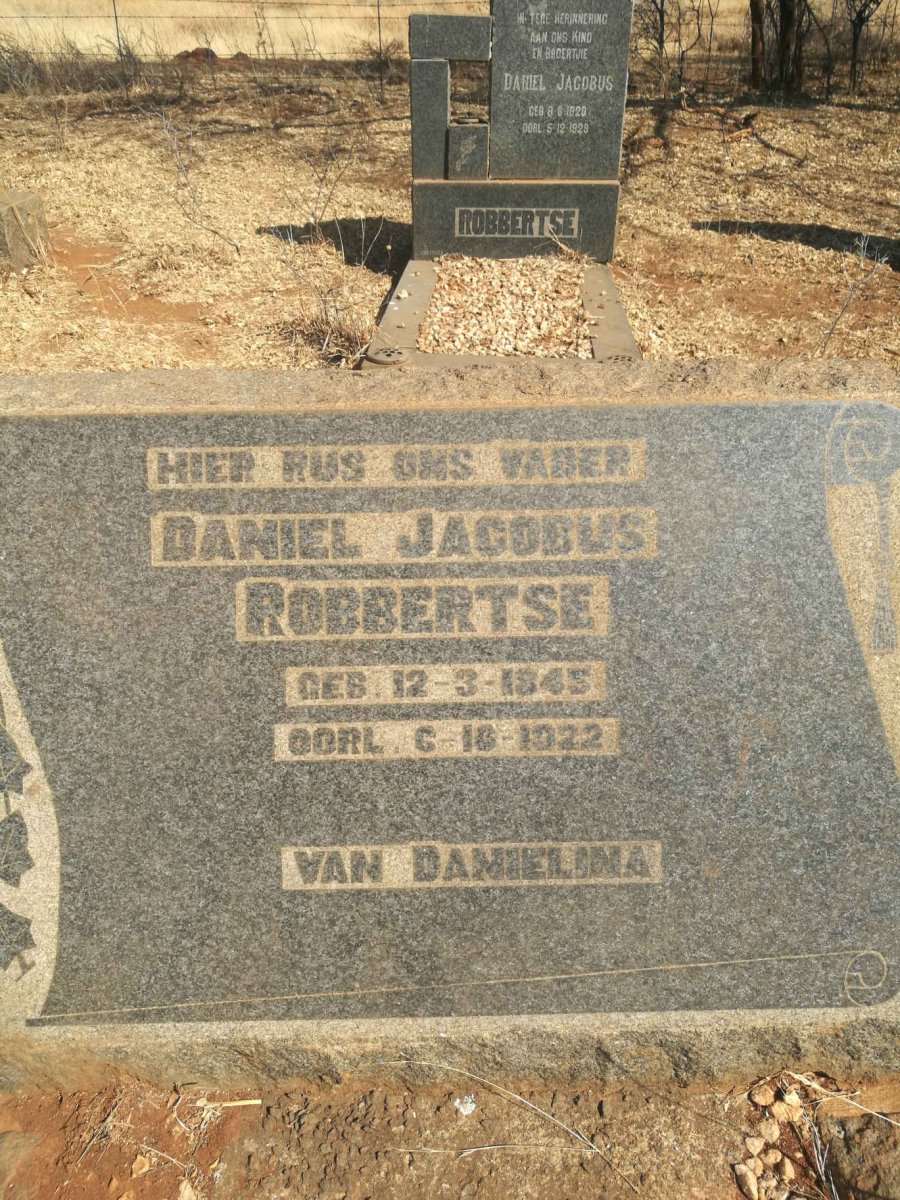 IN TERE HERINNERING
AAN ONS KIND
EN BROERTJIE
DANIEL JACOBUS
GEB 8 6 1929
OORL 5 12 1929
ROBBERTSE
HIER RUS ONS VADER
DANIEL JACOBUS
ROBBERTSE
GEB. 12-3-1845
OORL. 6-10-1922
VAN DANIELINA